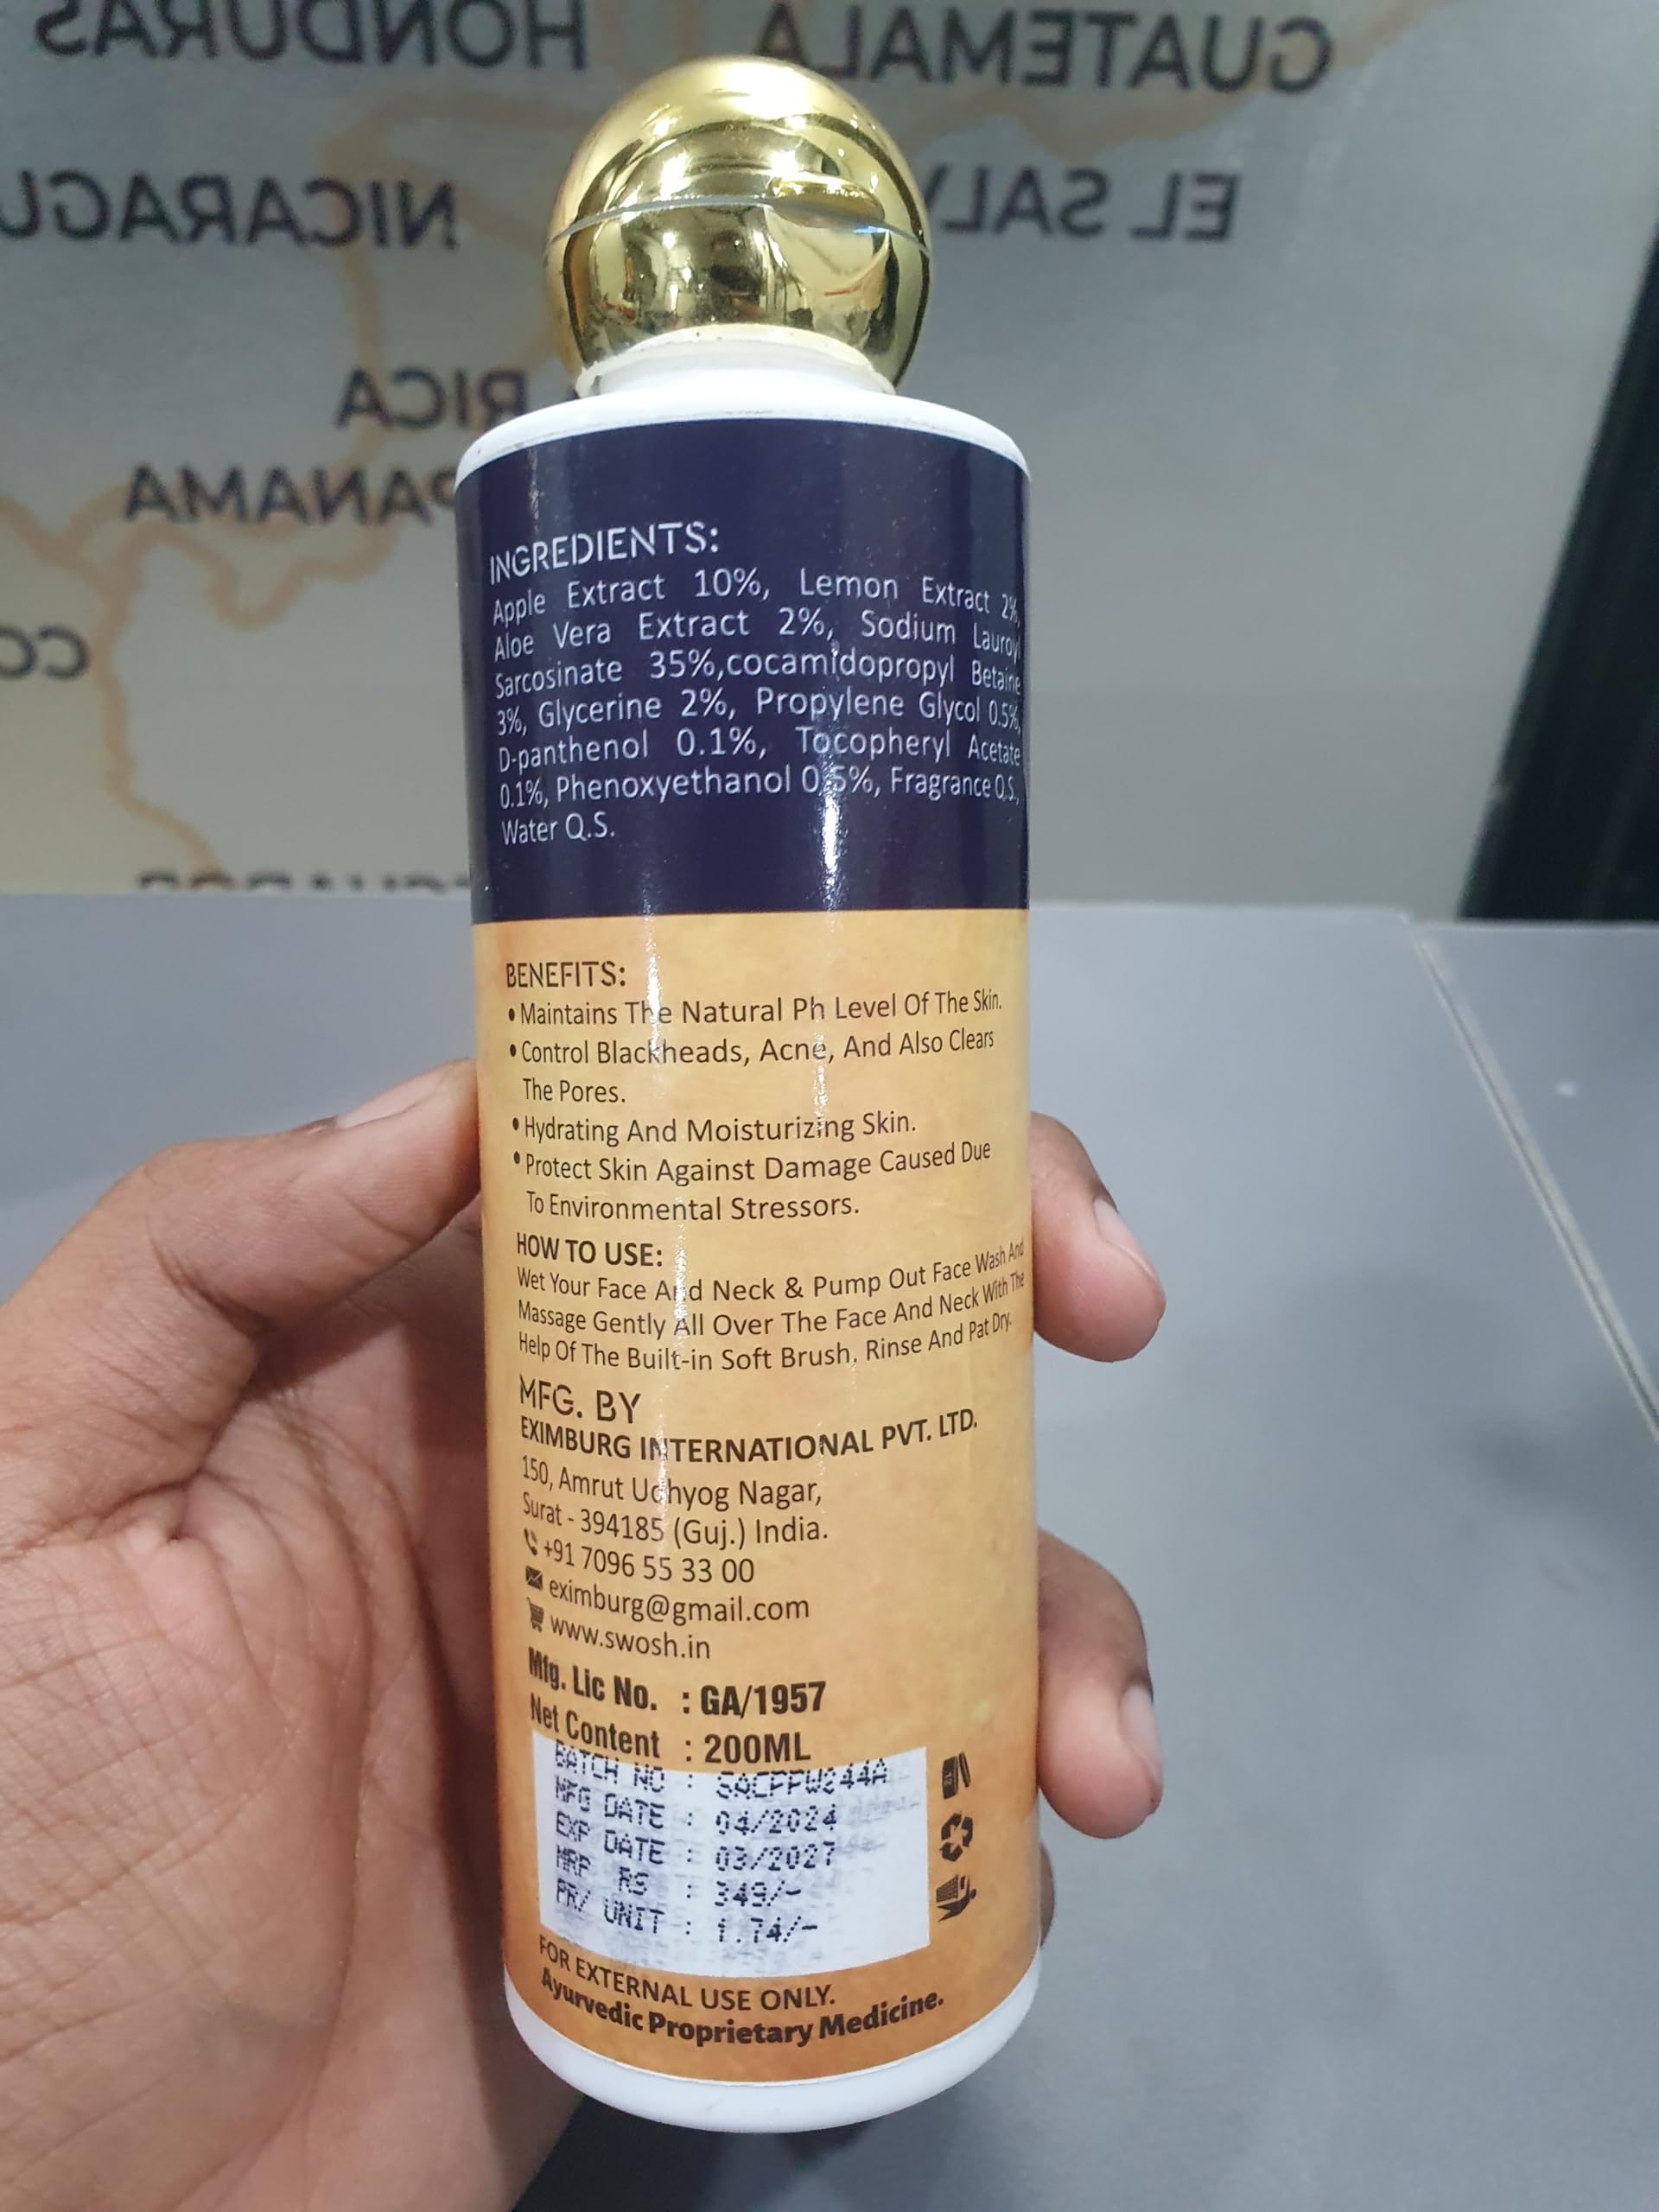 HONDURAS
GUATEMALA
NICARAGU
EL SALV
RICA
PANAMA
CO
INGREDIENTS:
Apple Extract 10%, Lemon Extract 2%,
Aloe Vera Extract 2%, Sodium Lauroyl
Sarcosinate 35%,cocamidopropyl Betaine
3%, Glycerine 2%, Propylene Glycol 0.5%,
D-panthenol 0.1%, Tocopheryl Acetate
0.1%, Phenoxyethanol 0.5%, Fragrance Q.S.,
Water Q.S.
BENEFITS:
• Maintains The Natural Ph Level Of The Skin.
• Control Blackheads, Acne, And Also Clears
The Pores.
• Hydrating And Moisturizing Skin.
• Protect Skin Against Damage Caused Due
To Environmental Stressors.
HOW TO USE:
Wet Your Face And Neck & Pump Out Face Wash And
Massage Gently All Over The Face And Neck With The
Help Of The Built-in Soft Brush, Rinse And Pat Dry.
MFG. BY
EXIMBURG INTERNATIONAL PVT. LTD.
150, Amrut Udhyog Nagar,
Surat - 394185 (Guj.) India.
+91 7096 55 33 00
eximburg@gmail.com
www.swosh.in
Mfg. Lic No. : GA/1957
Net Content : 200ML
BATCH NO :
MFG DATE : 04/2024
EXP DATE : 03/2027
MRP RS : 349/-
PR/ UNIT : 1.74/-
FOR EXTERNAL USE ONLY.
Ayurvedic Proprietary Medicine.